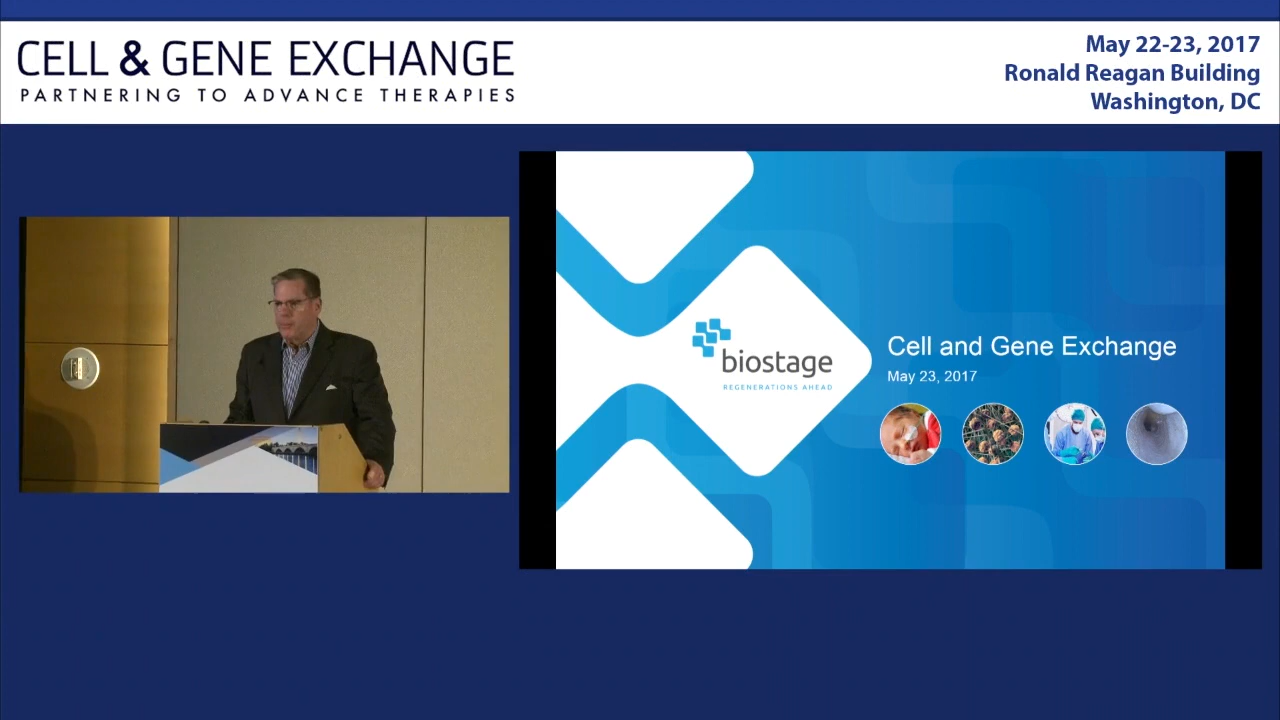 CELL & GENE EXCHANGE
PARTNERING TO ADVANCE THERAPIES
May 22-23, 2017
Ronald Reagan Building
Washington, DC
biostage
REGENERATIONS AHEAD
Cell and Gene Exchange
May 23, 2017